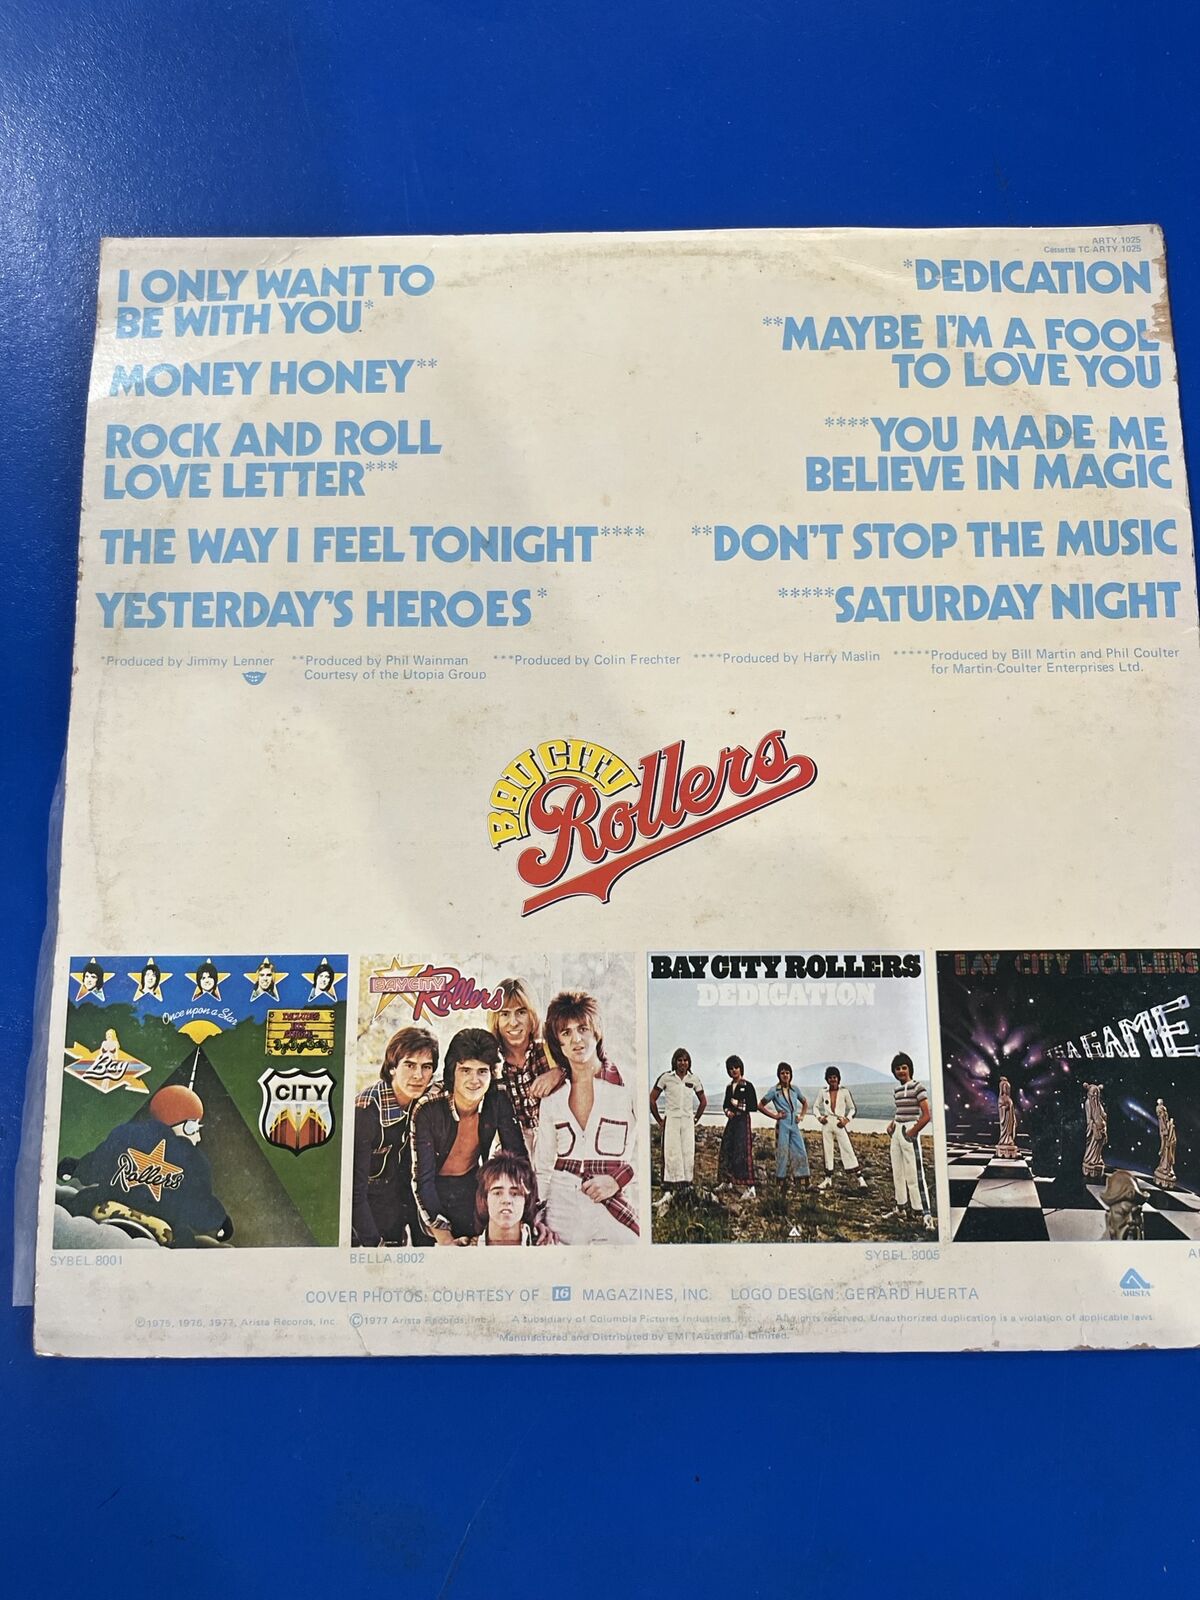 ARTY.1025
Cassette TC-ARTY.1025
I ONLY WANT TO
BE WITH YOU*
MONEY HONEY**
ROCK AND ROLL
LOVE LETTER***
THE WAY I FEEL TONIGHT****
YESTERDAY'S HEROES*
*DEDICATION
**MAYBE I'M A FOOL
TO LOVE YOU
****YOU MADE ME
BELIEVE IN MAGIC
**DON'T STOP THE MUSIC
*****SATURDAY NIGHT
*Produced by Jimmy Lenner
**Produced by Phil Wainman
Courtesy of the Utopia Group
***Produced by Colin Frechter
****Produced by Harry Maslin
*****Produced by Bill Martin and Phil Coulter
for Martin-Coulter Enterprises Ltd.
BAY CITY
Rollers
Once upon a Star
Bay
CITY
Rollers
BAY CITY
Rollers
BAY CITY ROLLERS
DEDICATION
BAY CITY ROLLERS
GAME
SYBEL.8001
BELLA.8002
SYBEL.8005
COVER PHOTOS: COURTESY OF 16 MAGAZINES, INC. LOGO DESIGN: GERARD HUERTA
ARISTA
℗1975, 1976, 1977, Arista Records, Inc. ©1977 Arista Records, Inc. A subsidiary of Columbia Pictures Industries, Inc. All rights reserved. Unauthorized duplication is a violation of applicable laws.
Manufactured and Distributed by EMI (Australia) Limited.